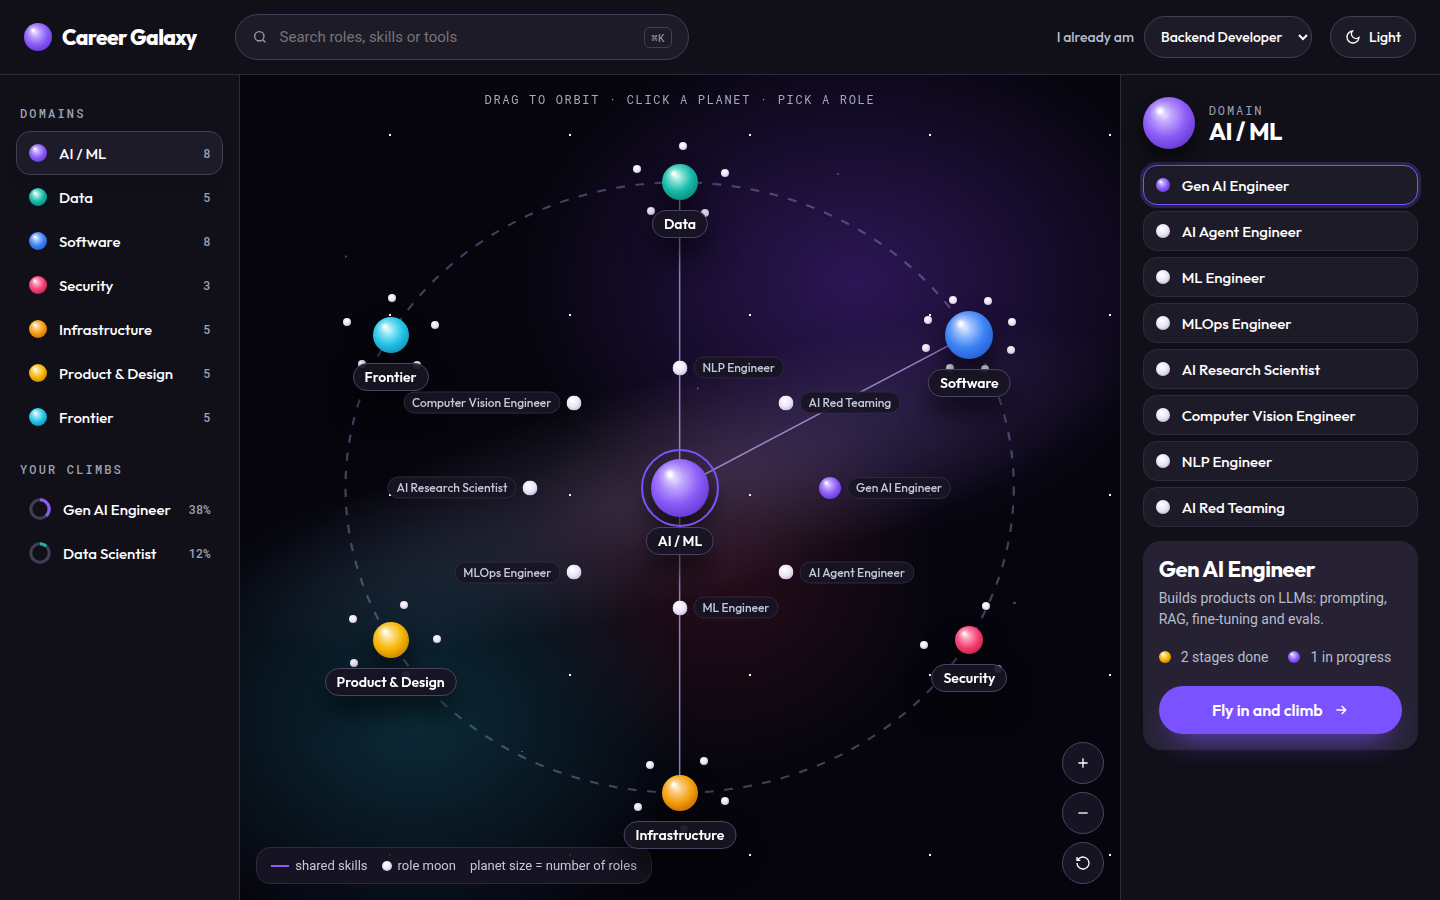 Career Galaxy
Search roles, skills or tools
⌘K
I already am
Backend Developer
Light
DOMAINS
AI / ML 8
Data 5
Software 8
Security 3
Infrastructure 5
Product & Design 5
Frontier 5
YOUR CLIMBS
Gen AI Engineer 38%
Data Scientist 12%
DRAG TO ORBIT · CLICK A PLANET · PICK A ROLE
Data
Frontier
Software
NLP Engineer
Computer Vision Engineer
AI Red Teaming
AI Research Scientist
Gen AI Engineer
AI / ML
MLOps Engineer
AI Agent Engineer
ML Engineer
Product & Design
Security
Infrastructure
shared skills
role moon
planet size = number of roles
DOMAIN
AI / ML
Gen AI Engineer
AI Agent Engineer
ML Engineer
MLOps Engineer
AI Research Scientist
Computer Vision Engineer
NLP Engineer
AI Red Teaming
Gen AI Engineer
Builds products on LLMs: prompting,
RAG, fine-tuning and evals.
2 stages done
1 in progress
Fly in and climb →